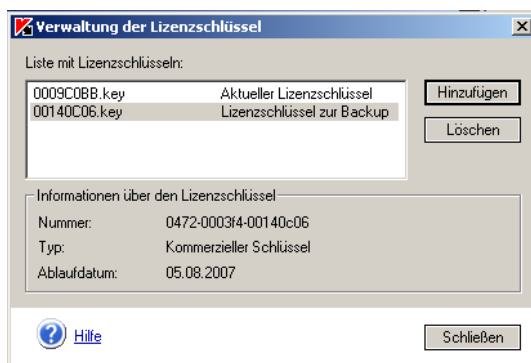 Verwaltung der Lizenzschlüssel
Liste mit Lizenzschlüsseln:
0009C0BB.key Aktueller Lizenzschlüssel
00140C06.key Lizenzschlüssel zur Backup
Hinzufügen
Löschen
Informationen über den Lizenzschlüssel
Nummer: 0472-0003f4-00140c06
Typ: Kommerzieller Schlüssel
Ablaufdatum: 05.08.2007
Hilfe
Schließen